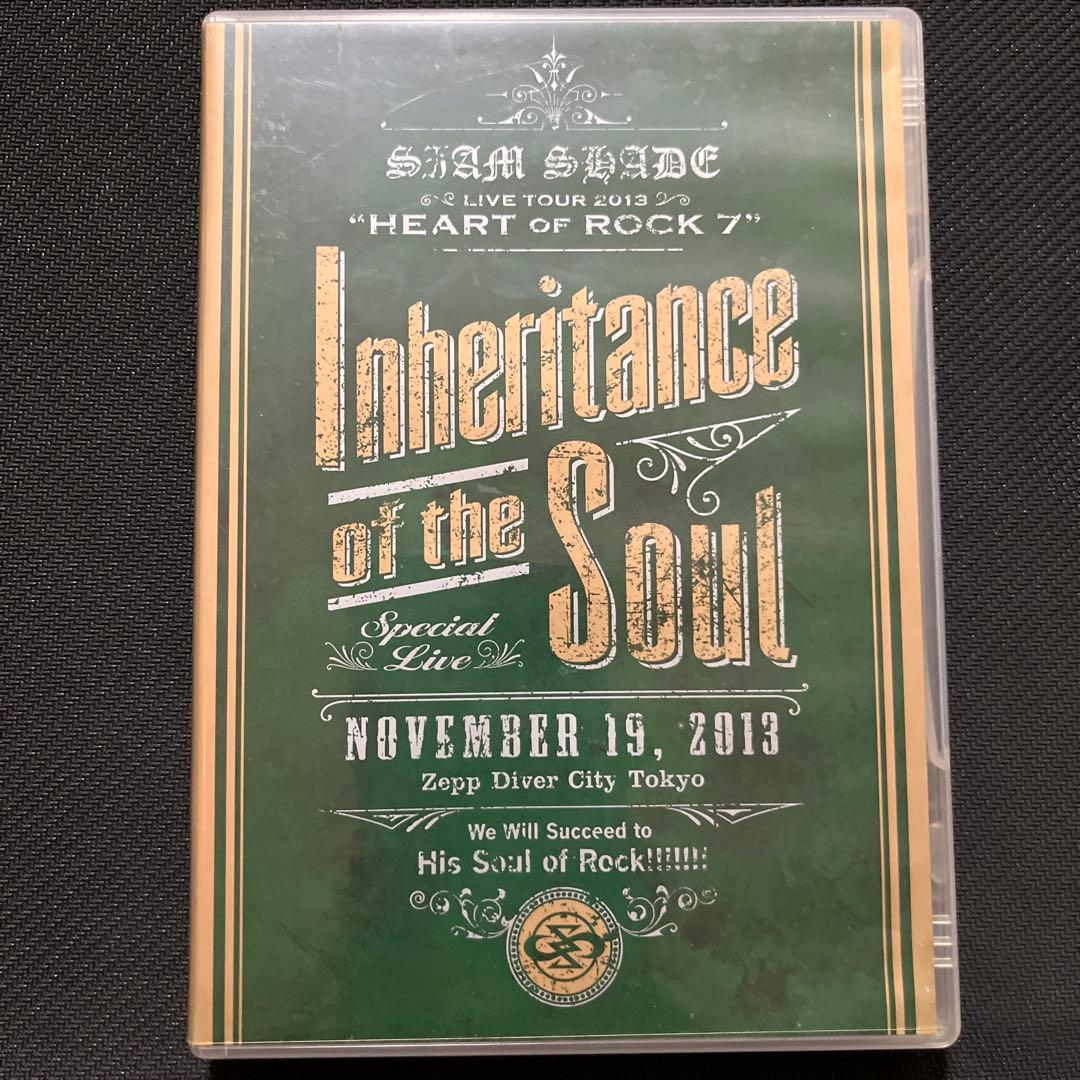 SIAM SHADE
LIVE TOUR 2013
“HEART OF ROCK 7”
Inheritance
of the Soul
Special
Live
NOVEMBER 19, 2013
Zepp Diver City Tokyo
We Will Succeed to
His Soul of Rock!!!!!!!!